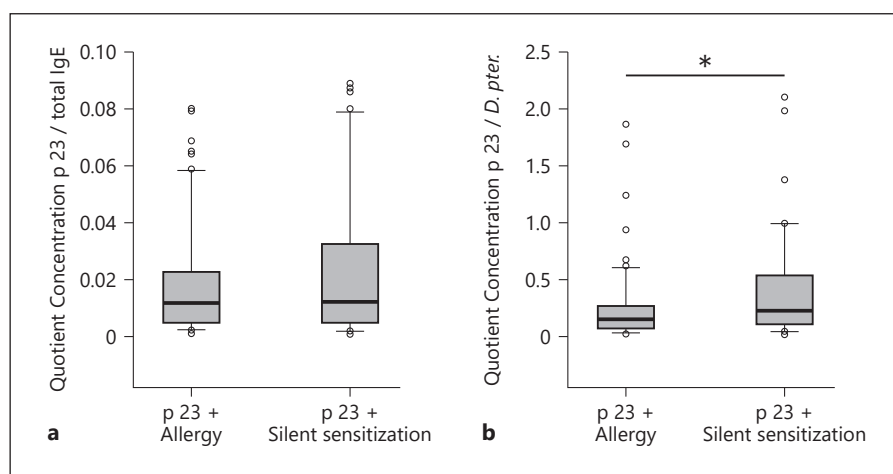 Quotient Concentration p 23 / total IgE
0.10
0.08
0.06
0.04
0.02
0
p 23 +
Allergy
p 23 +
Silent sensitization
a
Quotient Concentration p 23 / D. pter.
2.5
2.0
1.5
1.0
0.5
0
*
p 23 +
Allergy
p 23 +
Silent sensitization
b